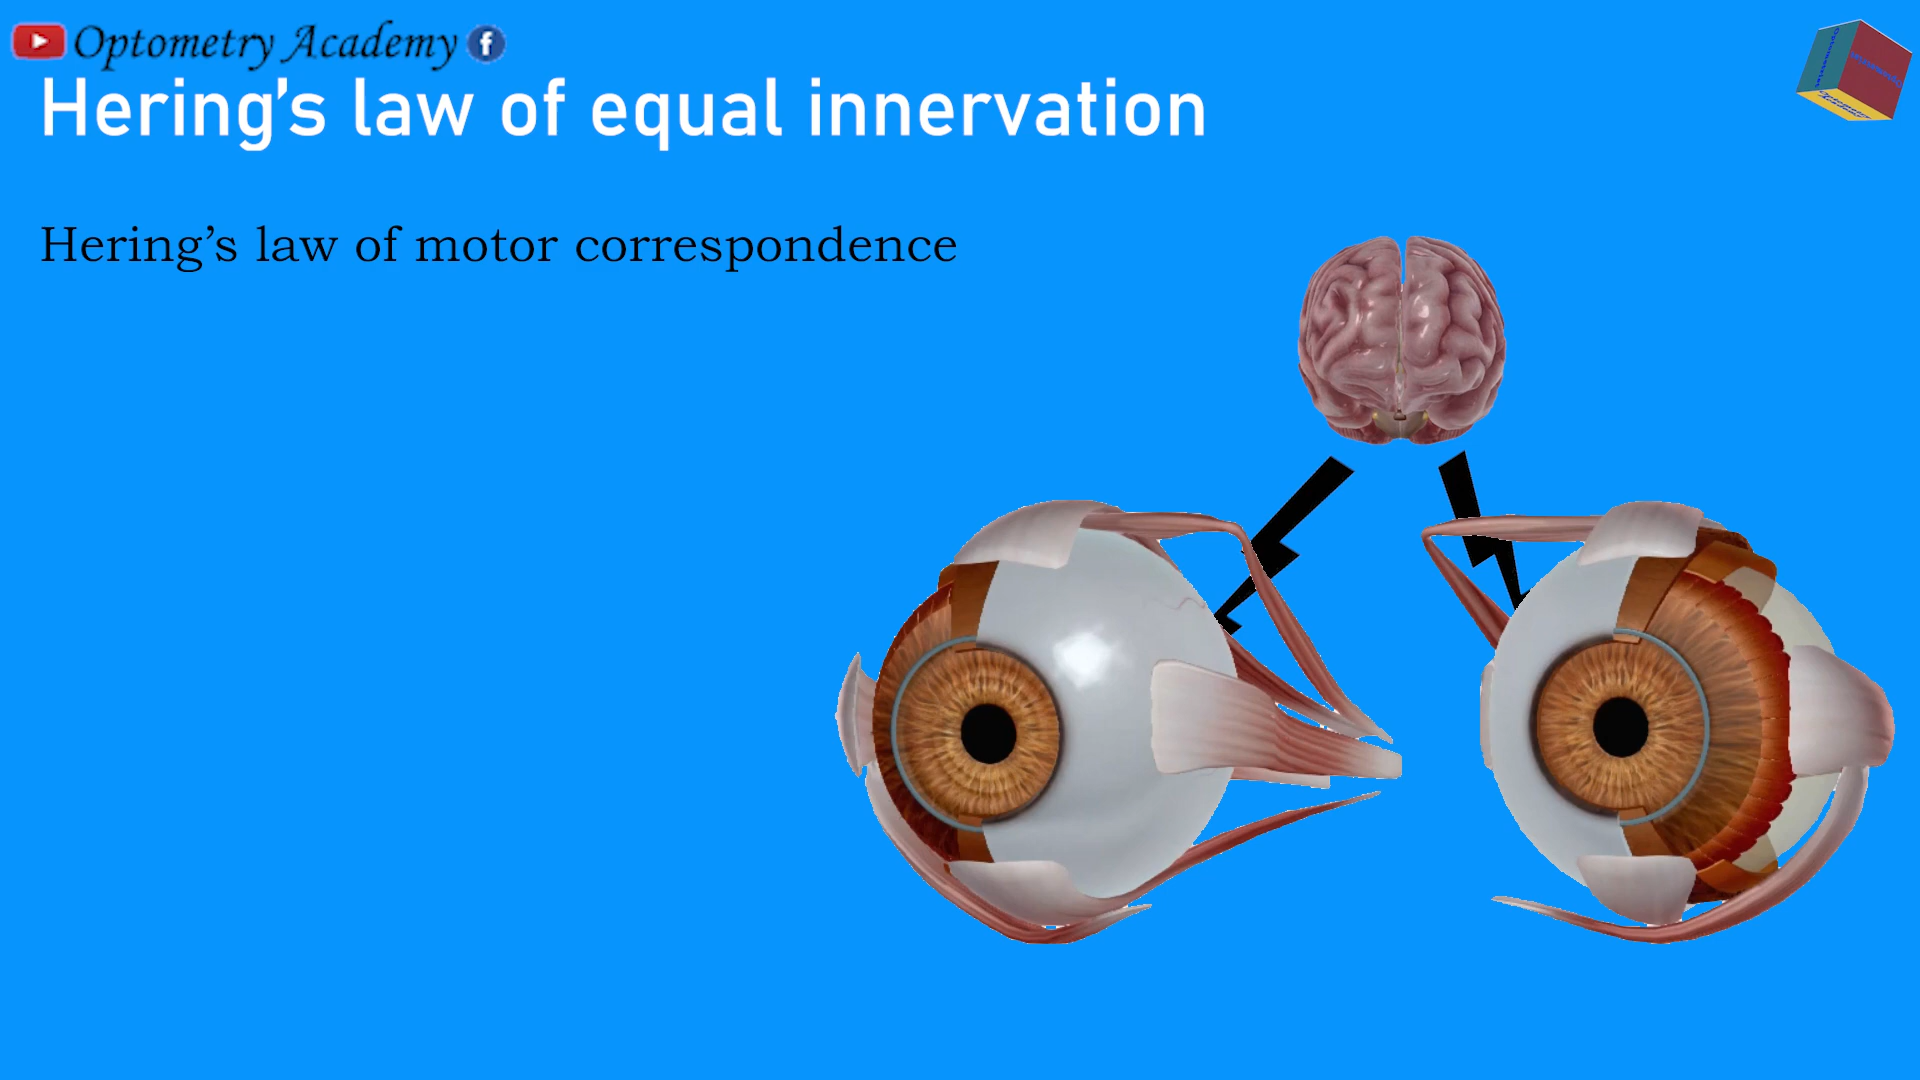 Optometry Academy
Hering's law of equal innervation
Hering's law of motor correspondence